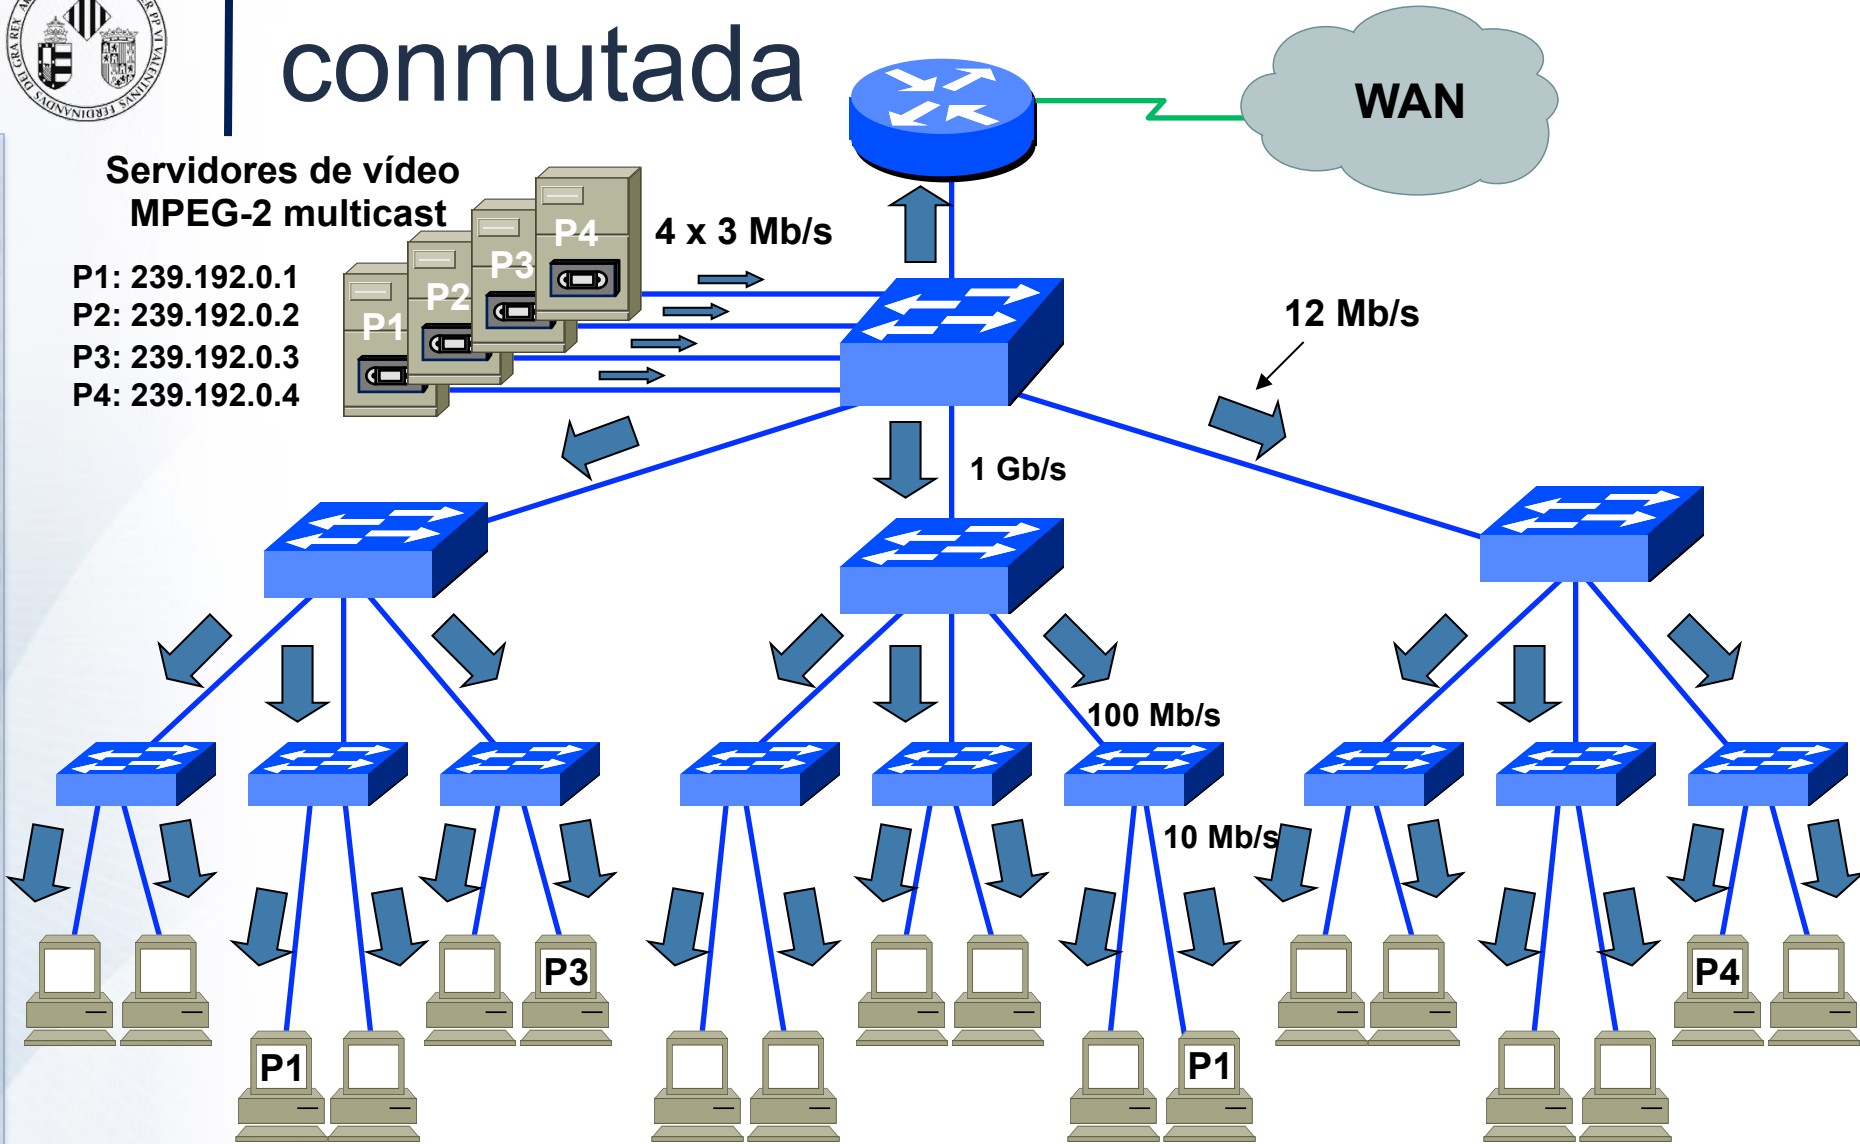 conmutada
WAN
Servidores de vídeo
MPEG-2 multicast
P1: 239.192.0.1
P2: 239.192.0.2
P3: 239.192.0.3
P4: 239.192.0.4
P4
P3
P2
P1
4 x 3 Mb/s
12 Mb/s
1 Gb/s
100 Mb/s
10 Mb/s
P3
P4
P1
P1